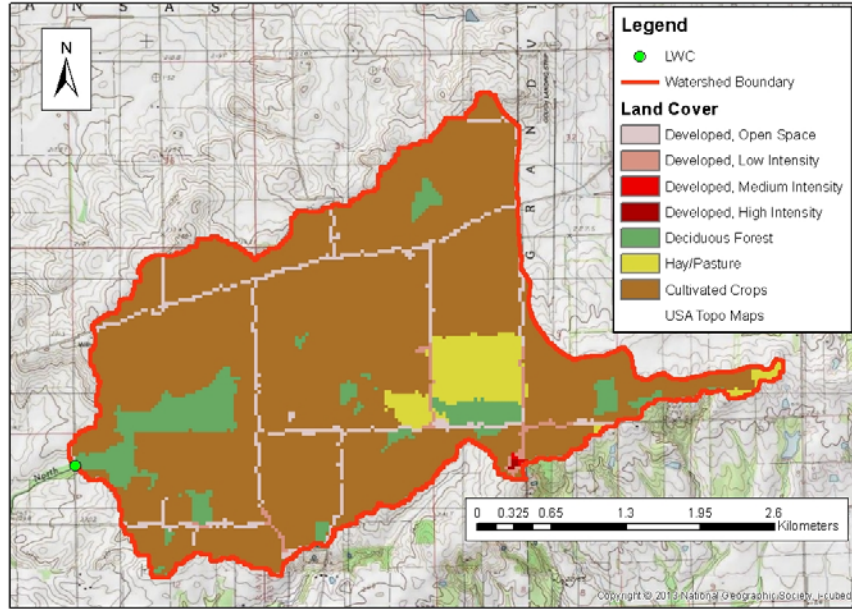 A N S A S
N
GRANDVI
North
Legend
LWC
Watershed Boundary
Land Cover
Developed, Open Space
Developed, Low Intensity
Developed, Medium Intensity
Developed, High Intensity
Deciduous Forest
Hay/Pasture
Cultivated Crops
USA Topo Maps
0 0.325 0.65 1.3 1.95 2.6
Kilometers
Copyright © 2013 National Geographic Society, i-cubed